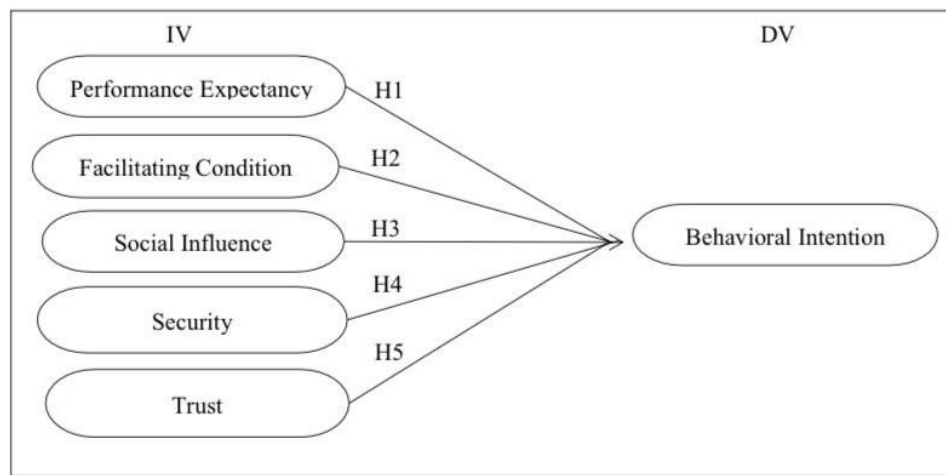 IV
DV
Performance Expectancy
H1
Facilitating Condition
H2
Social Influence
H3
Behavioral Intention
Security
H4
Trust
H5